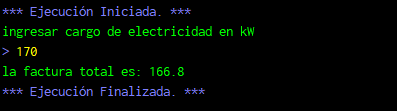 *** Ejecución Iniciada. ***
ingresar cargo de electricidad en kW
> 170
la factura total es: 166.8
*** Ejecución Finalizada. ***